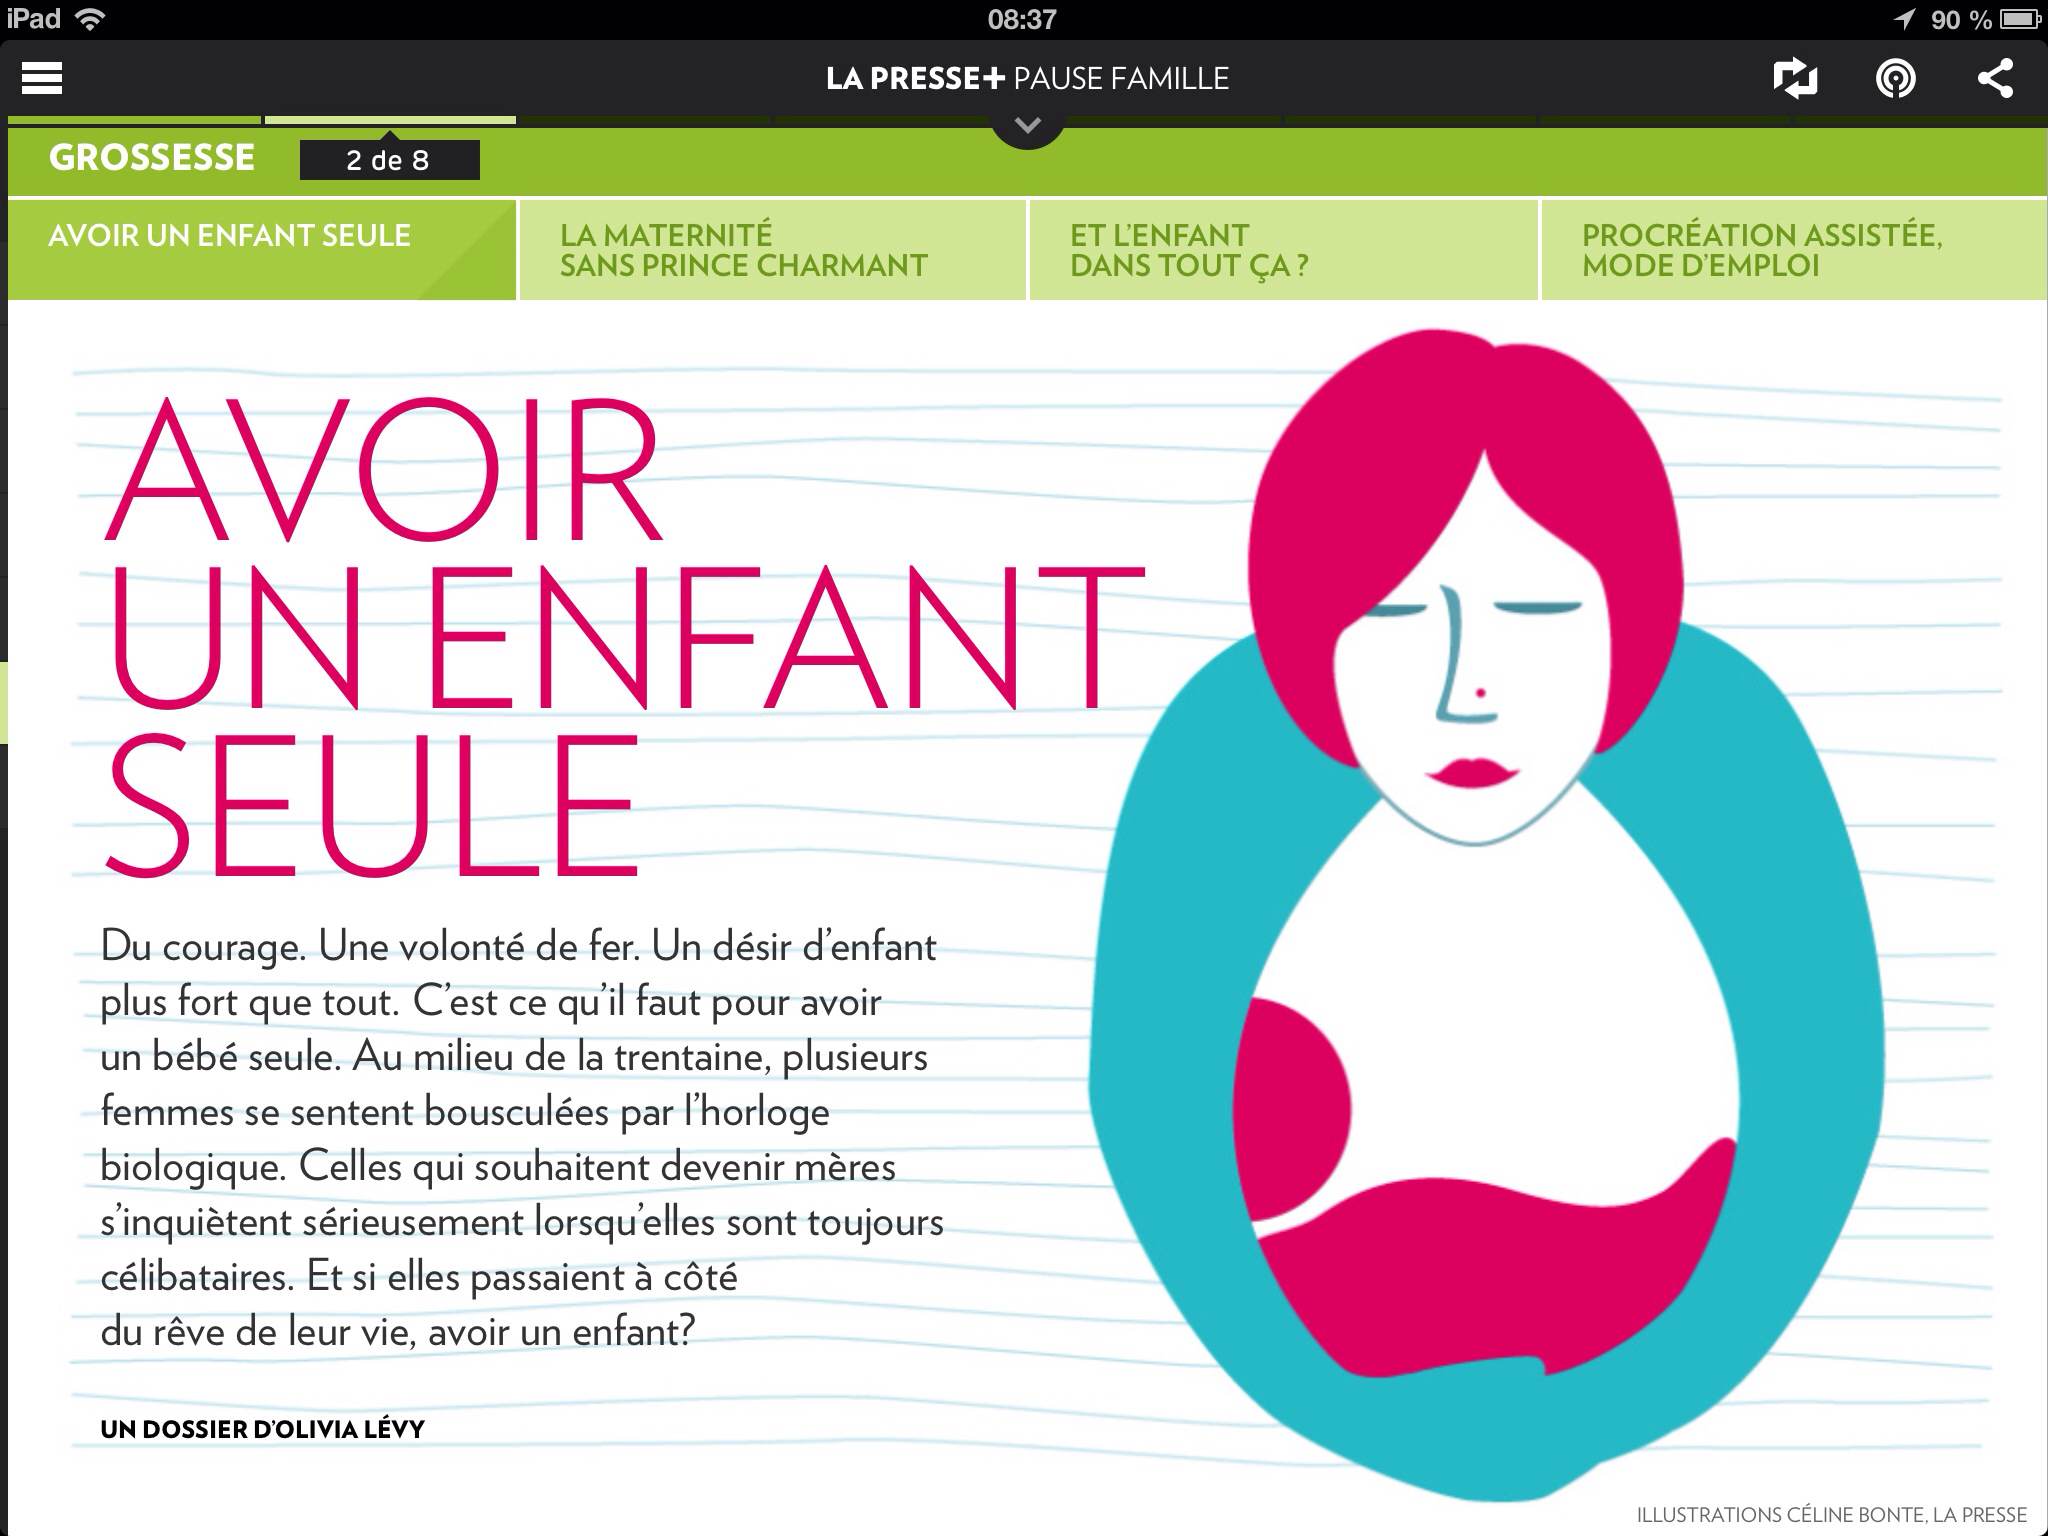 iPad
08:37
90 %
LA PRESSE+ PAUSE FAMILLE
GROSSESSE
2 de 8
AVOIR UN ENFANT SEULE
LA MATERNITÉ
SANS PRINCE CHARMANT
ET L’ENFANT
DANS TOUT ÇA ?
PROCRÉATION ASSISTÉE,
MODE D’EMPLOI
AVOIR
UN ENFANT
SEULE
Du courage. Une volonté de fer. Un désir d’enfant
plus fort que tout. C’est ce qu’il faut pour avoir
un bébé seule. Au milieu de la trentaine, plusieurs
femmes se sentent bousculées par l’horloge
biologique. Celles qui souhaitent devenir mères
s’inquiètent sérieusement lorsqu’elles sont toujours
célibataires. Et si elles passaient à côté
du rêve de leur vie, avoir un enfant?
UN DOSSIER D’OLIVIA LÉVY
ILLUSTRATIONS CÉLINE BONTE, LA PRESSE